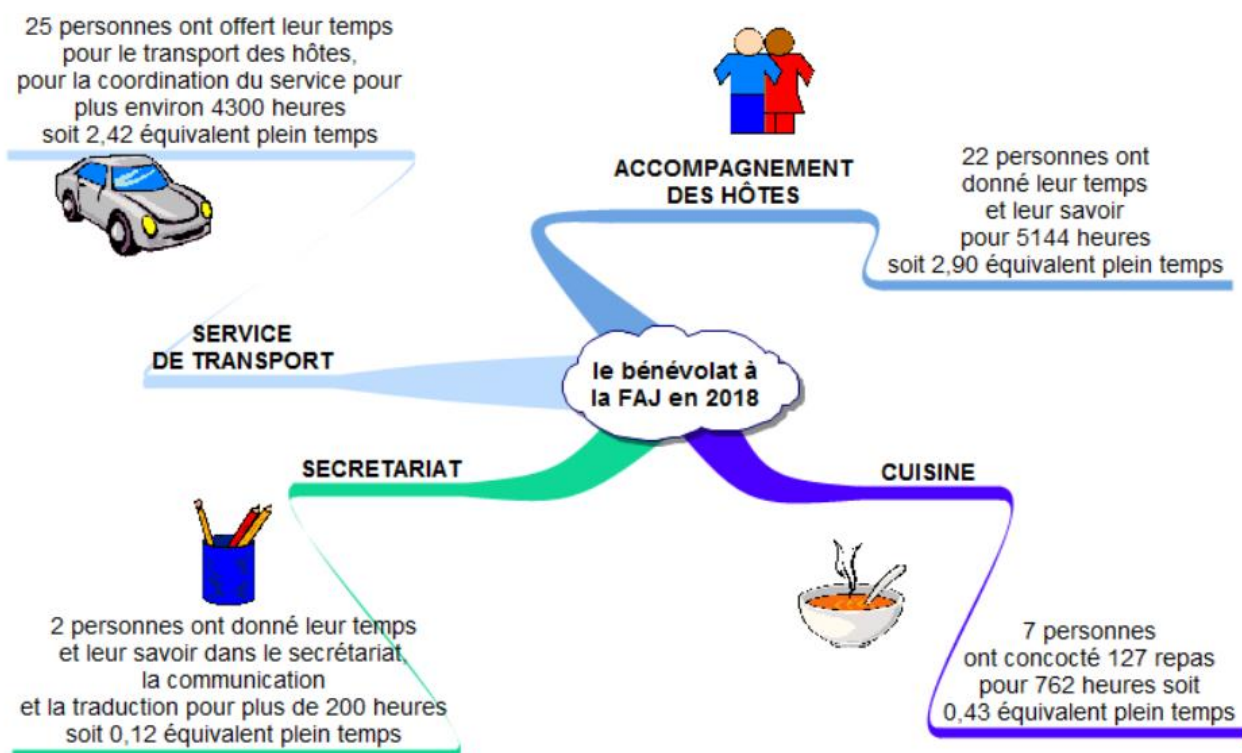 25 personnes ont offert leur temps
pour le transport des hôtes,
pour la coordination du service pour
plus environ 4300 heures
soit 2,42 équivalent plein temps
ACCOMPAGNEMENT
DES HÔTES
22 personnes ont
donné leur temps
et leur savoir
pour 5144 heures
soit 2,90 équivalent plein temps
SERVICE
DE TRANSPORT
le bénévolat à
la FAJ en 2018
SECRETARIAT
CUISINE
2 personnes ont donné leur temps
et leur savoir dans le secrétariat,
la communication
et la traduction pour plus de 200 heures
soit 0,12 équivalent plein temps
7 personnes
ont concocté 127 repas
pour 762 heures soit
0,43 équivalent plein temps